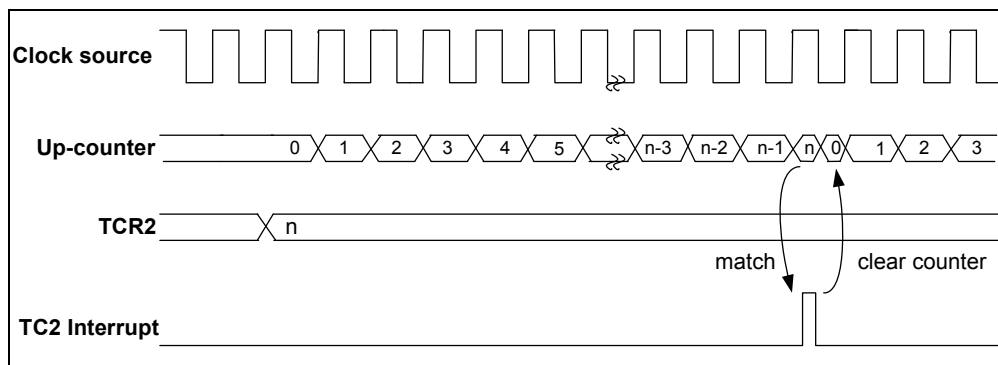 Clock source
Up-counter 0 1 2 3 4 5 n-3 n-2 n-1 n 0 1 2 3
TCR2 n
match clear counter
TC2 Interrupt